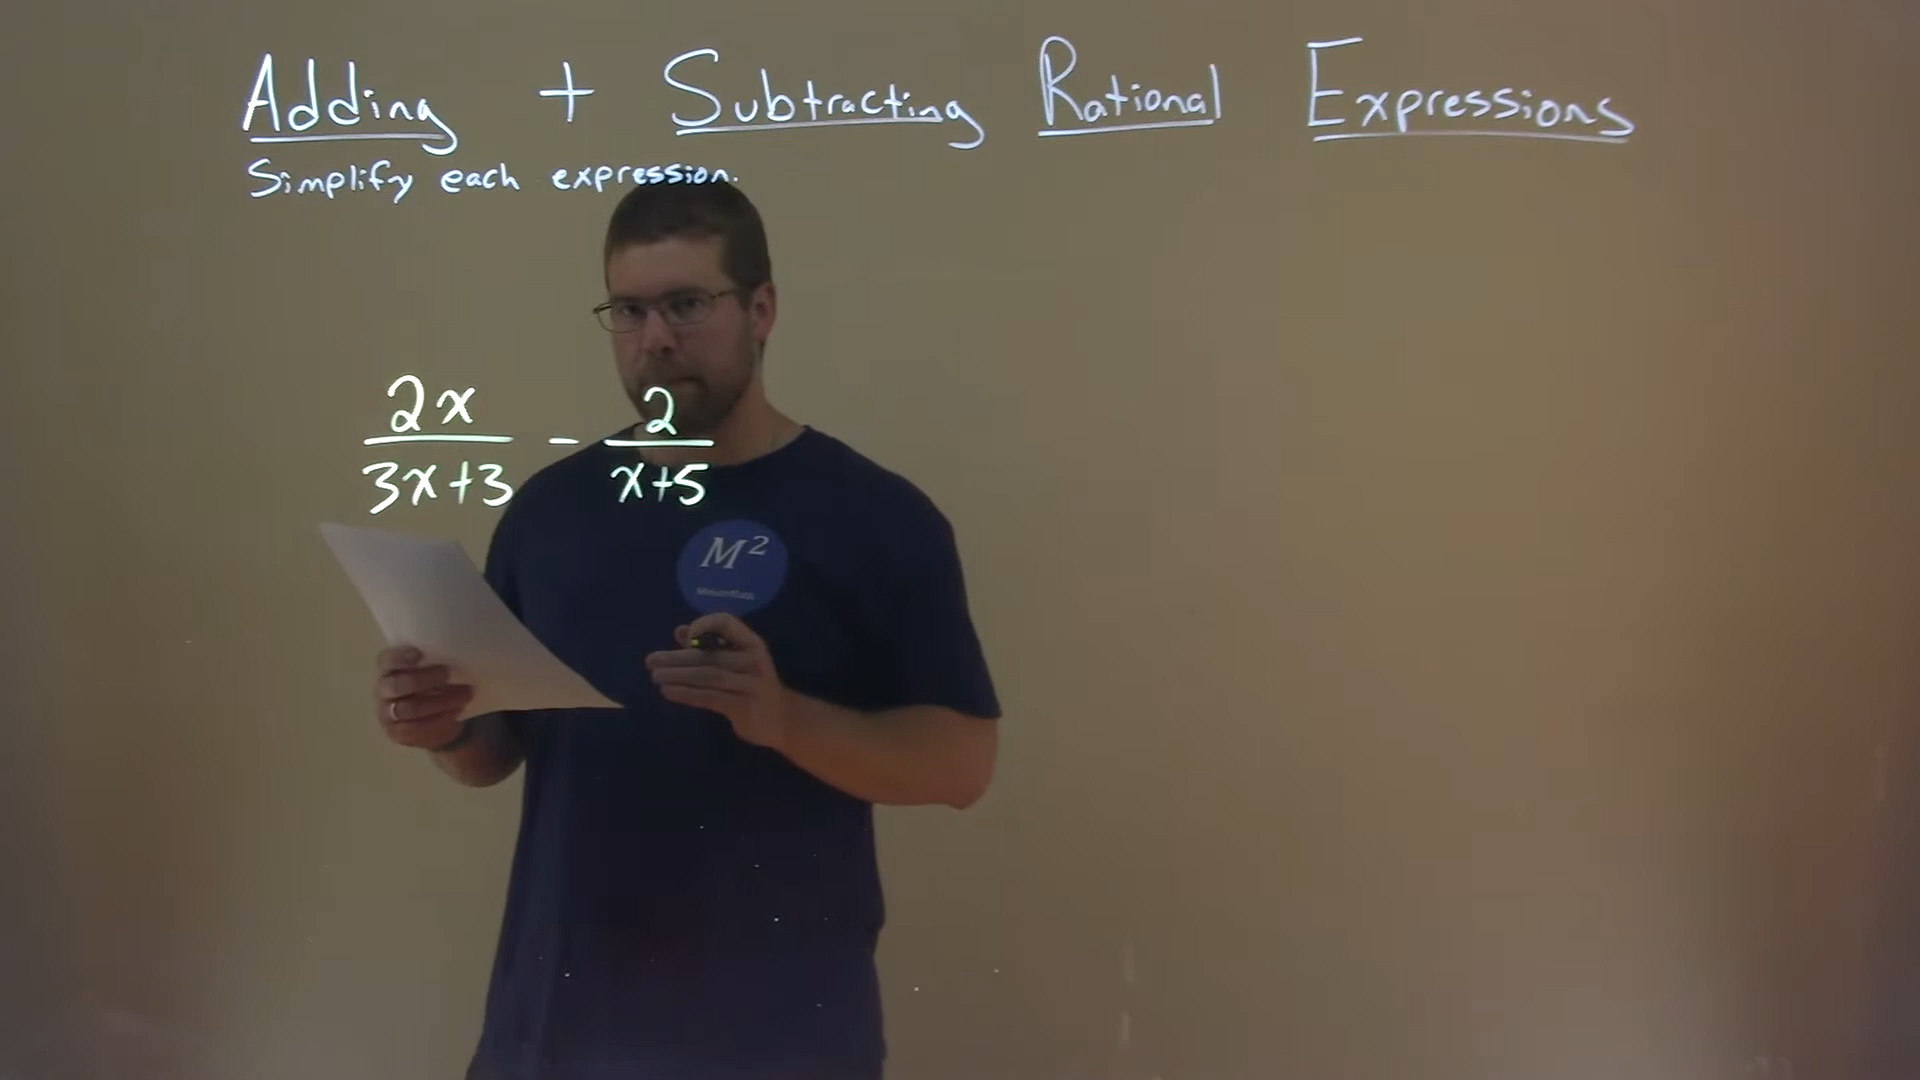 Adding + Subtracting Rational Expressions
Simplify each expression.
2x/(3x+3) - 2/(x+5)
M²